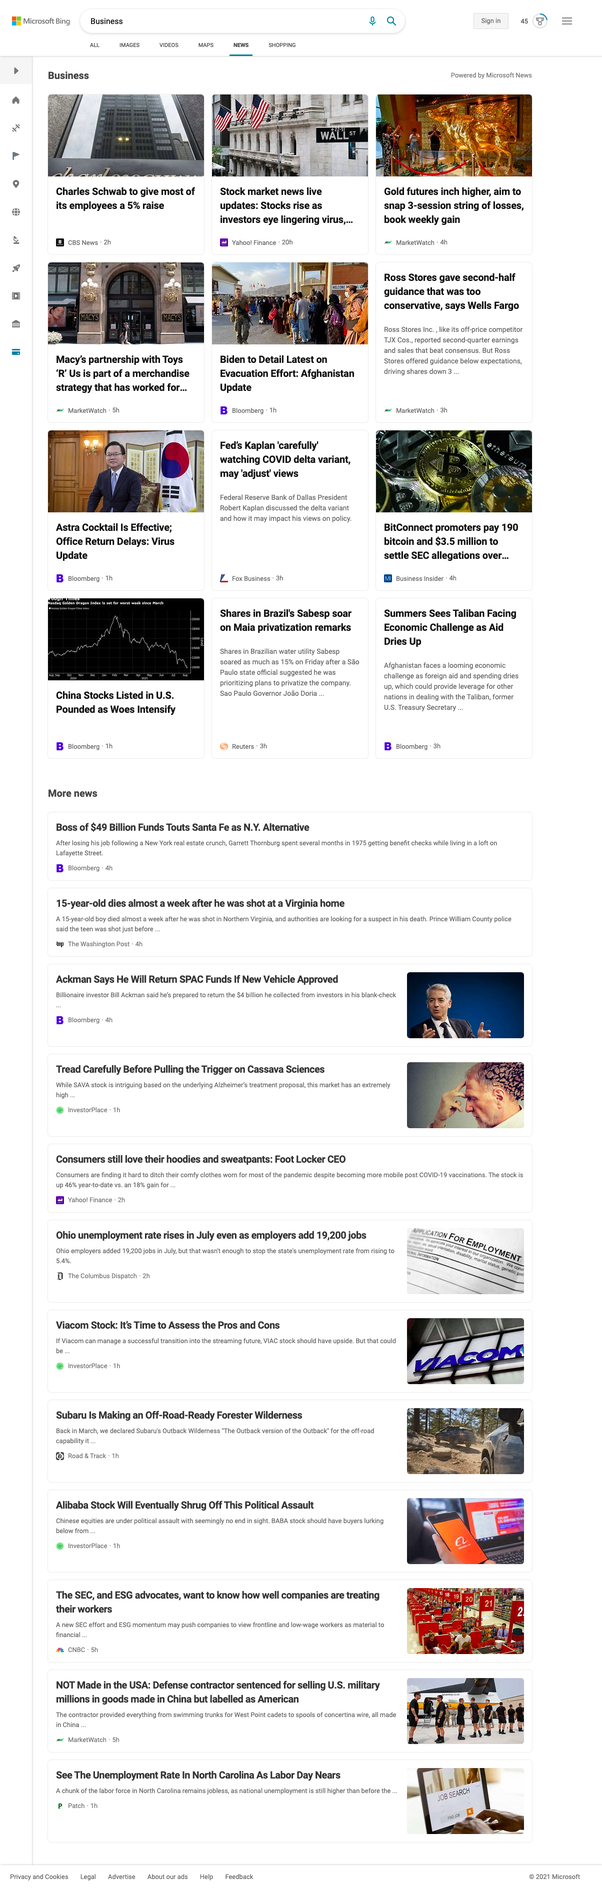 Microsoft Bing
Business
Sign in
45
ALL IMAGES VIDEOS MAPS NEWS SHOPPING
Business
Powered by Microsoft News
WALL ST
Charles Schwab to give most of
its employees a 5% raise
CBS News · 2h
Stock market news live
updates: Stocks rise as
investors eye lingering virus,...
Yahoo! Finance · 20h
Gold futures inch higher, aim to
snap 3-session string of losses,
book weekly gain
MarketWatch · 4h
Macy's partnership with Toys
'R' Us is part of a merchandise
strategy that has worked for...
MarketWatch · 5h
Biden to Detail Latest on
Evacuation Effort: Afghanistan
Update
Bloomberg · 1h
Ross Stores gave second-half
guidance that was too
conservative, says Wells Fargo
Ross Stores Inc. , like its off-price competitor
TJX Cos., reported second-quarter earnings
and sales that beat consensus. But Ross
Stores offered guidance below expectations,
driving shares down 3 ...
MarketWatch · 3h
Astra Cocktail Is Effective;
Office Return Delays: Virus
Update
Bloomberg · 1h
Fed's Kaplan 'carefully'
watching COVID delta variant,
may 'adjust' views
Federal Reserve Bank of Dallas President
Robert Kaplan discussed the delta variant
and how it may impact his views on policy.
Fox Business · 3h
BitConnect promoters pay 190
bitcoin and $3.5 million to
settle SEC allegations over...
Business Insider · 4h
Nasdaq Golden Dragon Index is set for worst week since March
China Stocks Listed in U.S.
Pounded as Woes Intensify
Bloomberg · 1h
Shares in Brazil's Sabesp soar
on Maia privatization remarks
Shares in Brazilian water utility Sabesp
soared as much as 15% on Friday after a São
Paulo state official suggested he was
prioritizing plans to privatize the company.
Sao Paulo Governor João Doria ...
Reuters · 3h
Summers Sees Taliban Facing
Economic Challenge as Aid
Dries Up
Afghanistan faces a looming economic
challenge as foreign aid and spending dries
up, which could provide leverage for other
nations in dealing with the Taliban, former
U.S. Treasury Secretary ...
Bloomberg · 3h
More news
Boss of $49 Billion Funds Touts Santa Fe as N.Y. Alternative
After losing his job following a New York real estate crunch, Garrett Thornburg spent several months in 1975 getting benefit checks while living in a loft on
Lafayette Street.
Bloomberg · 4h
15-year-old dies almost a week after he was shot at a Virginia home
A 15-year-old boy died almost a week after he was shot in Northern Virginia, and authorities are looking for a suspect in his death. Prince William County police
said the teen was shot just before ...
The Washington Post · 4h
Ackman Says He Will Return SPAC Funds If New Vehicle Approved
Billionaire investor Bill Ackman said he's prepared to return the $4 billion he collected from investors in his blank-check
...
Bloomberg · 4h
Tread Carefully Before Pulling the Trigger on Cassava Sciences
While SAVA stock is intriguing based on the underlying Alzheimer's treatment proposal, this market has an extremely
high ...
InvestorPlace · 1h
Consumers still love their hoodies and sweatpants: Foot Locker CEO
Consumers are finding it hard to ditch their comfy clothes worn for most of the pandemic despite becoming more mobile post COVID-19 vaccinations. The stock is
up 46% year-to-date vs. an 18% gain for ...
Yahoo! Finance · 2h
Ohio unemployment rate rises in July even as employers add 19,200 jobs
Ohio employers added 19,200 jobs in July, but that wasn't enough to stop the state's unemployment rate from rising to
5.4%.
The Columbus Dispatch · 2h
APPLICATION FOR EMPLOYMENT
Viacom Stock: It's Time to Assess the Pros and Cons
If Viacom can manage a successful transition into the streaming future, VIAC stock should have upside. But that could
be ...
InvestorPlace · 1h
VIACOM
Subaru Is Making an Off-Road-Ready Forester Wilderness
Back in March, we declared Subaru's Outback Wilderness "The Outback version of the Outback" for the off-road
capability it ...
Road & Track · 1h
Alibaba Stock Will Eventually Shrug Off This Political Assault
Chinese equities are under political assault with seemingly no end in sight. BABA stock should have buyers lurking
below from ...
InvestorPlace · 1h
The SEC, and ESG advocates, want to know how well companies are treating
their workers
A new SEC effort and ESG momentum may push companies to view frontline and low-wage workers as material to
financial ...
CNBC · 5h
19 20 21
NOT Made in the USA: Defense contractor sentenced for selling U.S. military
millions in goods made in China but labelled as American
The contractor provided everything from swimming trunks for West Point cadets to spools of concertina wire, all made
in China ...
MarketWatch · 5h
See The Unemployment Rate In North Carolina As Labor Day Nears
A chunk of the labor force in North Carolina remains jobless, as national unemployment is still higher than before the ...
Patch · 1h
JOB SEARCH
Privacy and Cookies Legal Advertise About our ads Help Feedback
© 2021 Microsoft